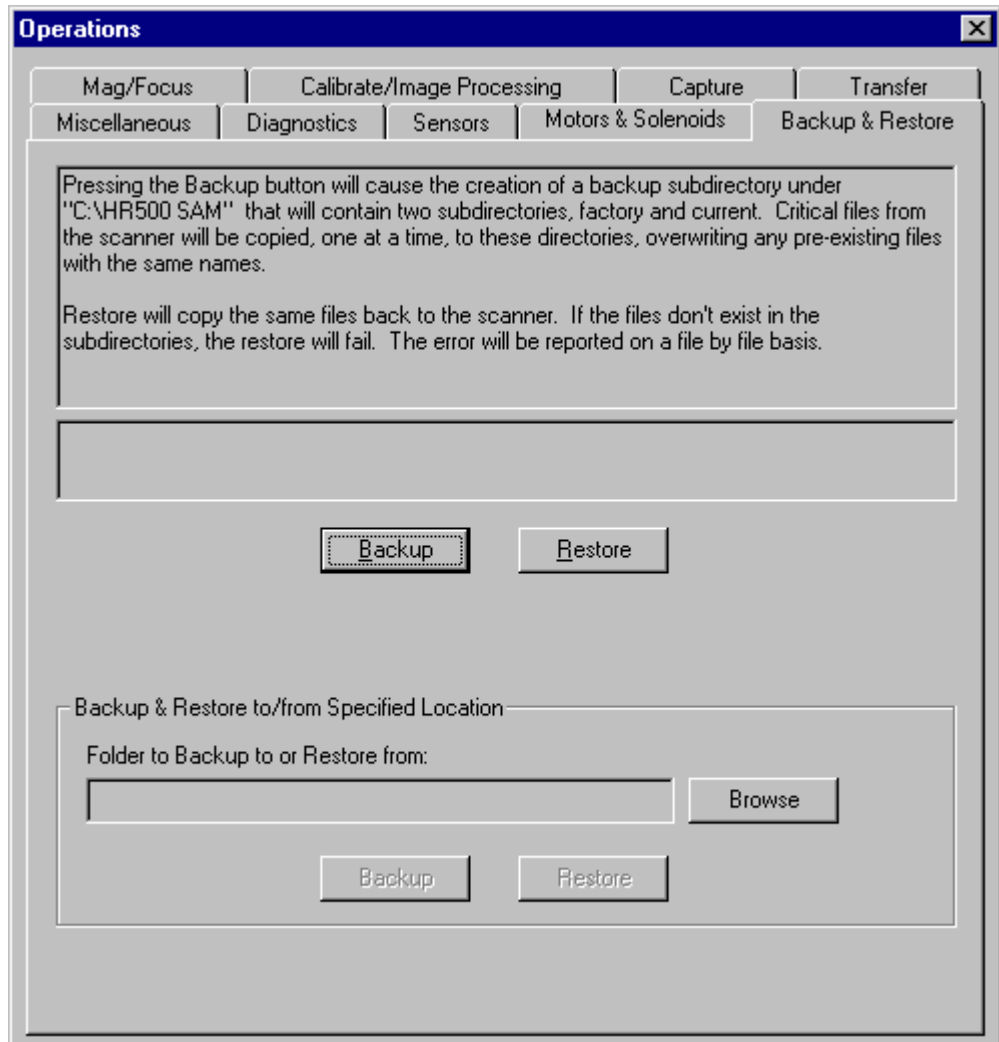 Operations
Mag/Focus
Calibrate/Image Processing
Capture
Transfer
Miscellaneous
Diagnostics
Sensors
Motors & Solenoids
Backup & Restore
Pressing the Backup button will cause the creation of a backup subdirectory under
"C:\HR500 SAM"  that will contain two subdirectories, factory and current.  Critical files from
the scanner will be copied, one at a time, to these directories, overwriting any pre-existing files
with the same names.
Restore will copy the same files back to the scanner.  If the files don't exist in the
subdirectories, the restore will fail.  The error will be reported on a file by file basis.
Backup
Restore
Backup & Restore to/from Specified Location
Folder to Backup to or Restore from:
Browse
Backup
Restore